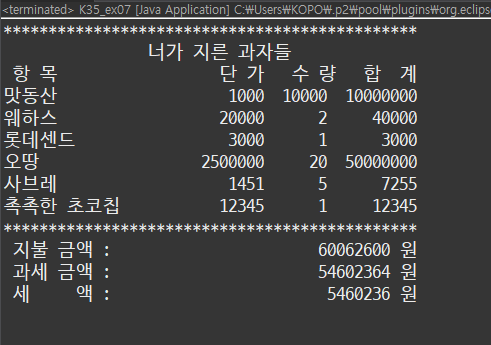 <terminated> K35_ex07 [Java Application] C:₩Users₩KOPO₩.p2₩pool₩plugins₩org.eclips
**********************************************
너가 지른 과자들
항 목 단 가 수 량 합 계
맛동산 1000 10000 10000000
웨하스 20000 2 40000
롯데센드 3000 1 3000
오땅 2500000 20 50000000
사브레 1451 5 7255
촉촉한 초코칩 12345 1 12345
**********************************************
지불 금액 : 60062600 원
과세 금액 : 54602364 원
세 액 : 5460236 원